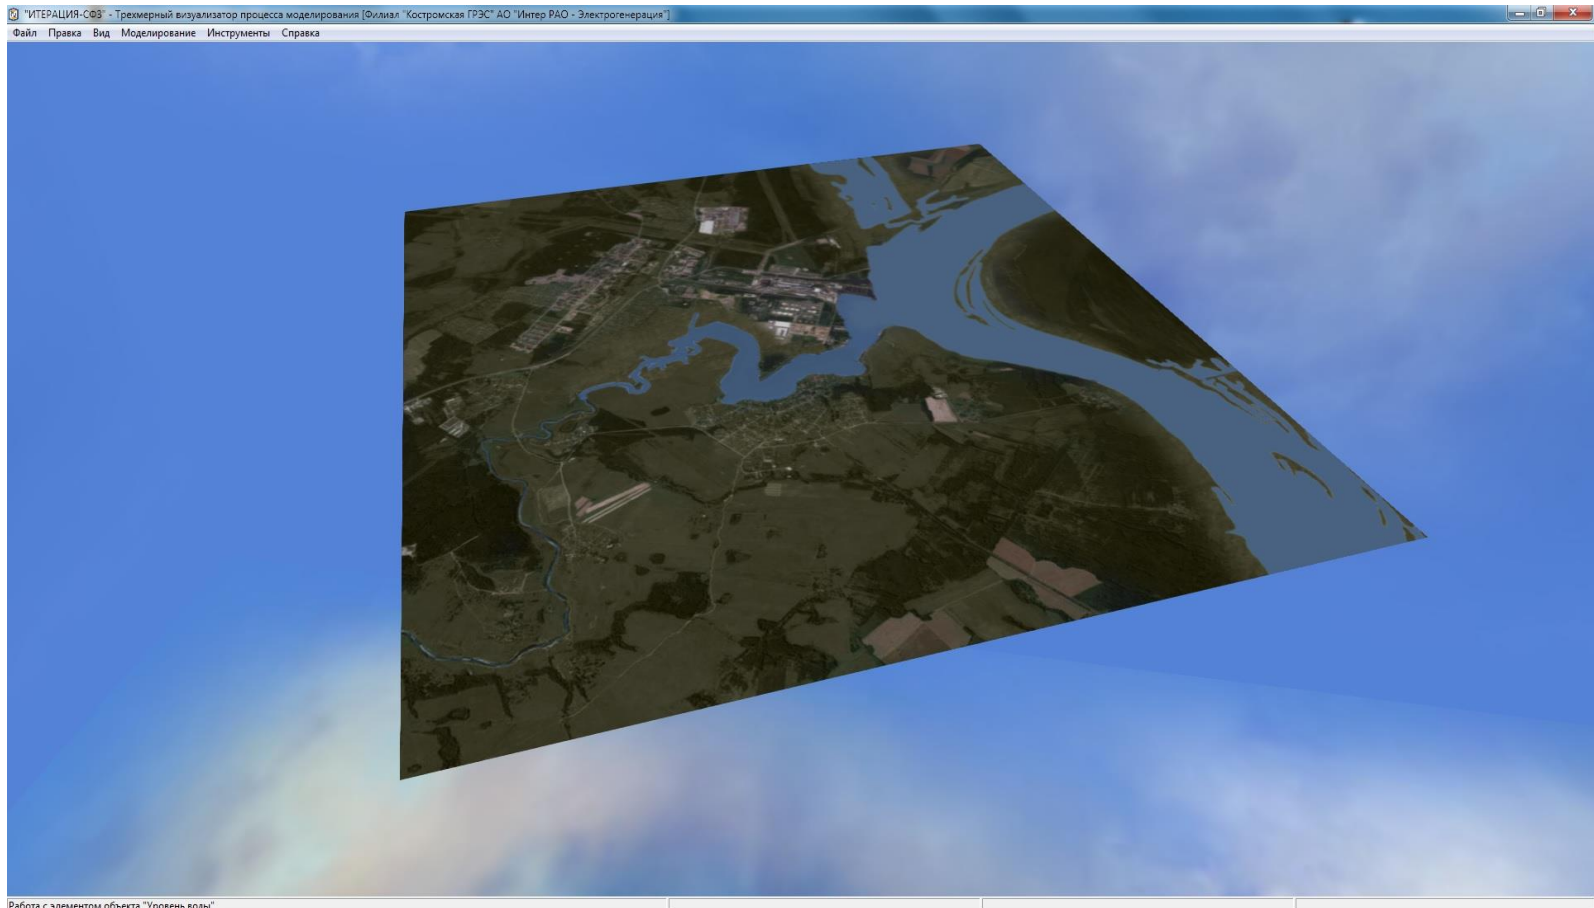 "ИТЕРАЦИЯ-СФЗ" - Трехмерный визуализатор процесса моделирования [Филиал "Костромская ГРЭС" АО "Интер РАО - Электрогенерация"]
Файл Правка Вид Моделирование Инструменты Справка
Работа с элементом объекта "Уровень воды"